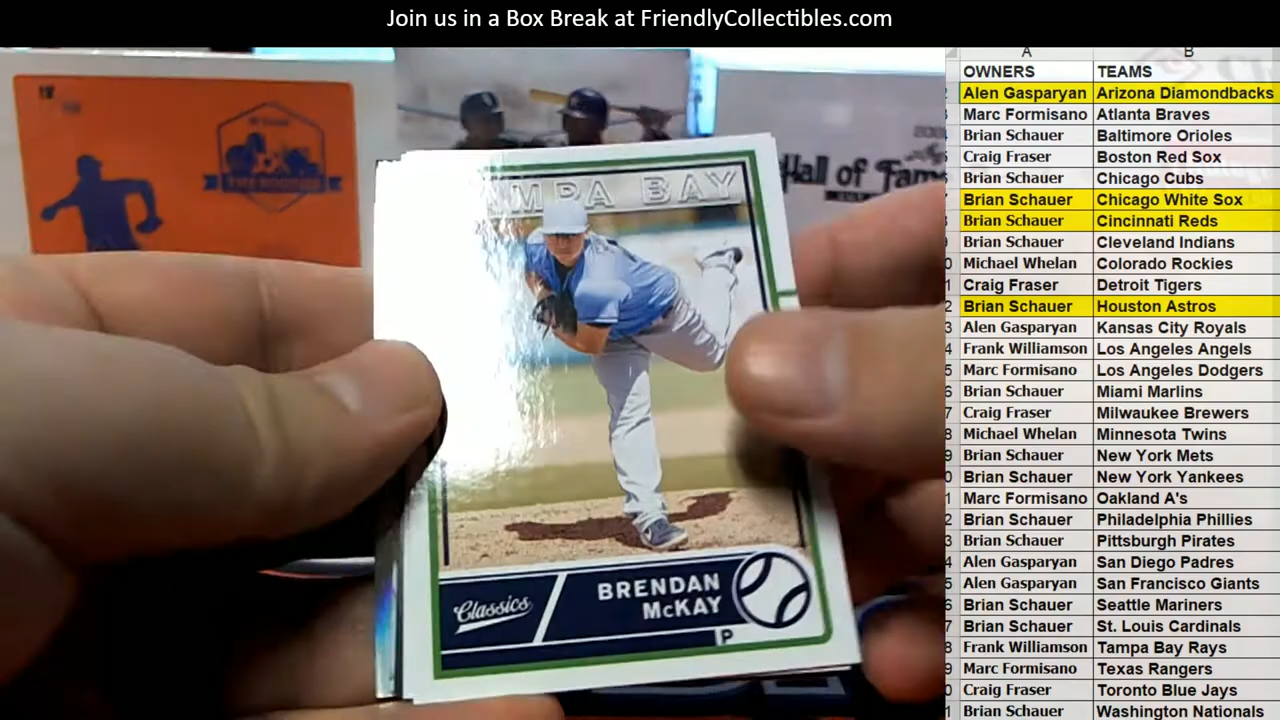 Join us in a Box Break at FriendlyCollectibles.com
Hall of Fame
MPA BAY
Classics
BRENDAN
McKAY
P
A B
OWNERS TEAMS
Alen Gasparyan Arizona Diamondbacks
Marc Formisano Atlanta Braves
Brian Schauer Baltimore Orioles
Craig Fraser Boston Red Sox
Brian Schauer Chicago Cubs
Brian Schauer Chicago White Sox
Brian Schauer Cincinnati Reds
Brian Schauer Cleveland Indians
Michael Whelan Colorado Rockies
Craig Fraser Detroit Tigers
Brian Schauer Houston Astros
Alen Gasparyan Kansas City Royals
Frank Williamson Los Angeles Angels
Marc Formisano Los Angeles Dodgers
Brian Schauer Miami Marlins
Craig Fraser Milwaukee Brewers
Michael Whelan Minnesota Twins
Brian Schauer New York Mets
Brian Schauer New York Yankees
Marc Formisano Oakland A's
Brian Schauer Philadelphia Phillies
Brian Schauer Pittsburgh Pirates
Alen Gasparyan San Diego Padres
Alen Gasparyan San Francisco Giants
Brian Schauer Seattle Mariners
Brian Schauer St. Louis Cardinals
Frank Williamson Tampa Bay Rays
Marc Formisano Texas Rangers
Craig Fraser Toronto Blue Jays
Brian Schauer Washington Nationals